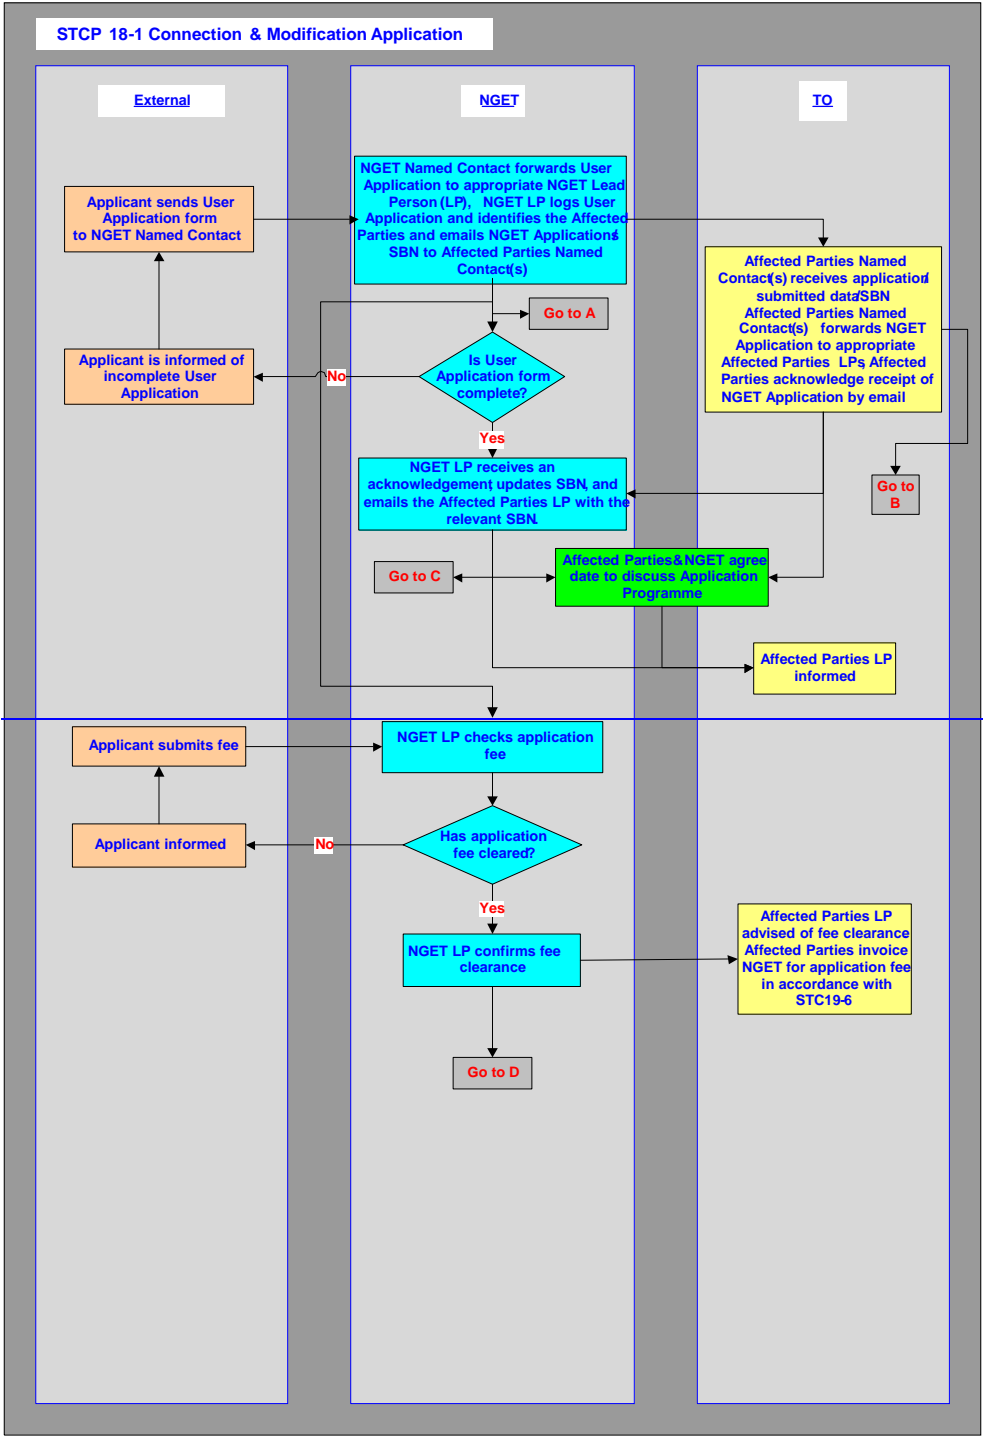 STCP 18-1 Connection & Modification Application
External
NGET
TO
Applicant sends User
Application form
to NGET Named Contact
NGET Named Contact forwards User
Application to appropriate NGET Lead
Person (LP), NGET LP logs User
Application and identifies the Affected
Parties and emails NGET Applications/
SBN to Affected Parties Named
Contact(s)
Affected Parties Named
Contact(s) receives application/
submitted data/SBN
Affected Parties Named
Contact(s) forwards NGET
Application to appropriate
Affected Parties LPs, Affected
Parties acknowledge receipt of
NGET Application by email
Go to A
Applicant is informed of
incomplete User
Application
No
Is User
Application form
complete?
Yes
Go to
B
NGET LP receives an
acknowledgement, updates SBN, and
emails the Affected Parties LP with the
relevant SBN.
Go to C
Affected Parties & NGET agree
date to discuss Application
Programme
Affected Parties LP
informed
Applicant submits fee
NGET LP checks application
fee
Applicant informed
No
Has application
fee cleared?
Yes
NGET LP confirms fee
clearance
Affected Parties LP
advised of fee clearance
Affected Parties invoice
NGET for application fee
in accordance with
STC19-6
Go to D